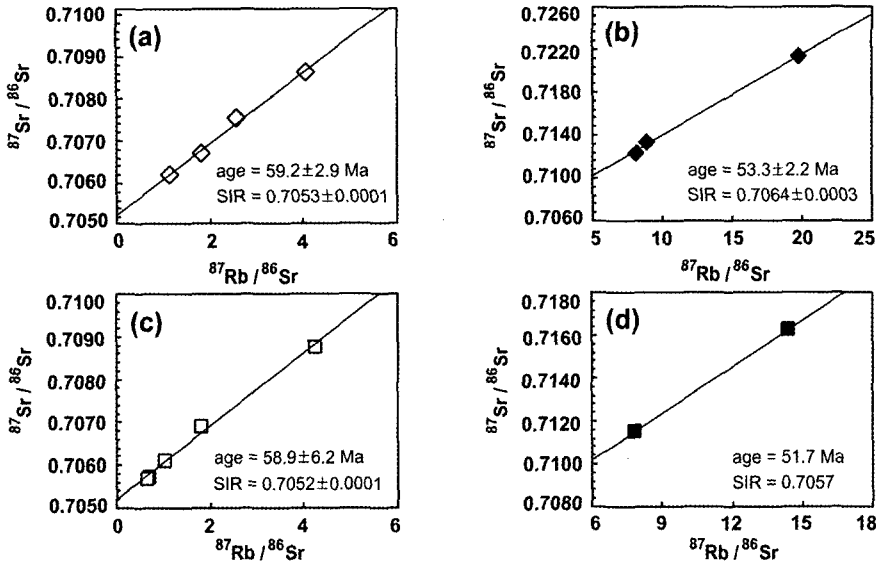 (a)
0.7100
0.7090
0.7080
0.7070
0.7060
0.7050
87Sr / 86Sr
age = 59.2±2.9 Ma
SIR = 0.7053±0.0001
0 2 4 6
87Rb / 86Sr
(b)
0.7260
0.7220
0.7180
0.7140
0.7100
0.7060
87Sr / 86Sr
age = 53.3±2.2 Ma
SIR = 0.7064±0.0003
5 10 15 20 25
87Rb / 86Sr
(c)
0.7100
0.7090
0.7080
0.7070
0.7060
0.7050
87Sr / 86Sr
age = 58.9±6.2 Ma
SIR = 0.7052±0.0001
0 2 4 6
87Rb / 86Sr
(d)
0.7180
0.7160
0.7140
0.7120
0.7100
0.7080
87Sr / 86Sr
age = 51.7 Ma
SIR = 0.7057
6 9 12 15 18
87Rb / 86Sr